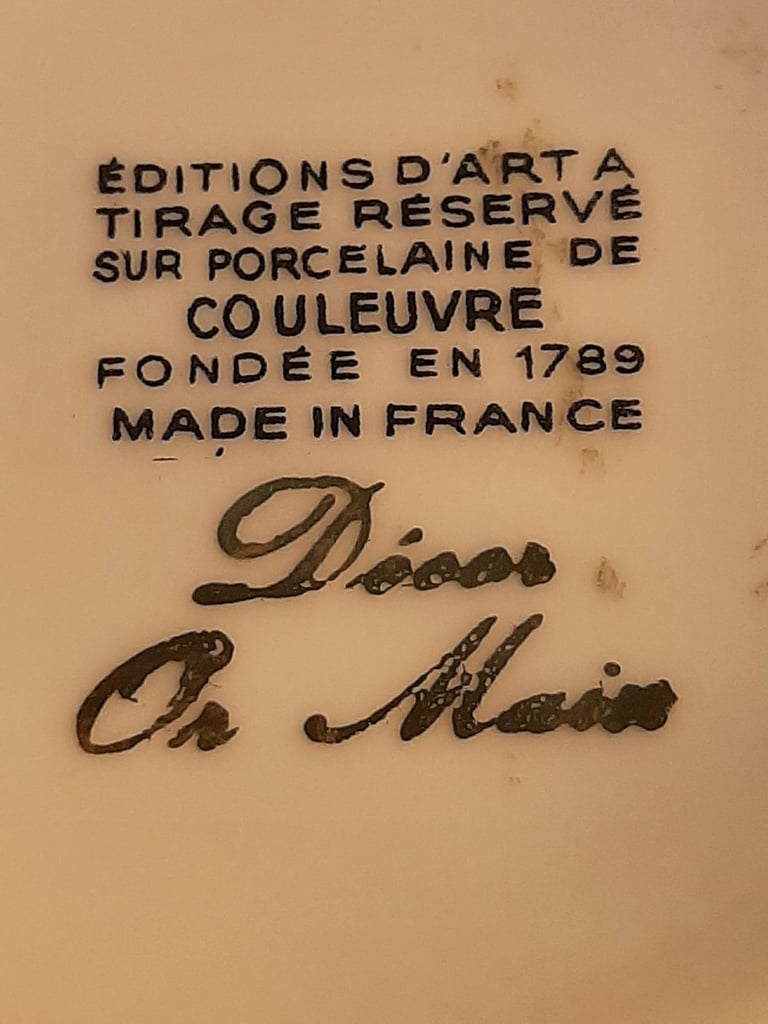 ÉDITIONS D'ART A
TIRAGE RÉSERVÉ
SUR PORCELAINE DE
COULEUVRE
FONDÉE EN 1789
MADE IN FRANCE
Décor
Or Main